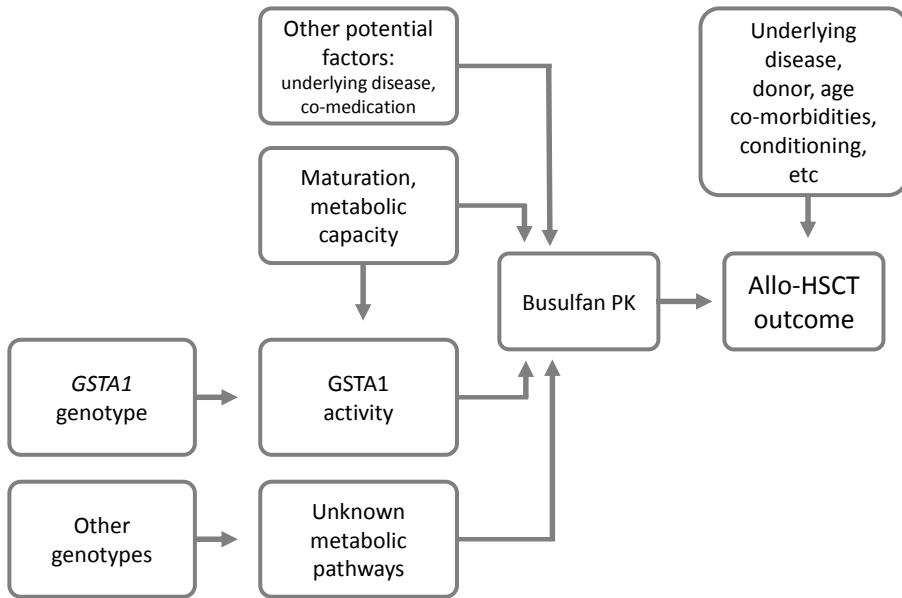 Other potential
factors:
underlying disease,
co-medication
Underlying
disease,
donor, age
co-morbidities,
conditioning,
etc
Maturation,
metabolic
capacity
Busulfan PK
Allo-HSCT
outcome
GSTA1
genotype
GSTA1
activity
Other
genotypes
Unknown
metabolic
pathways